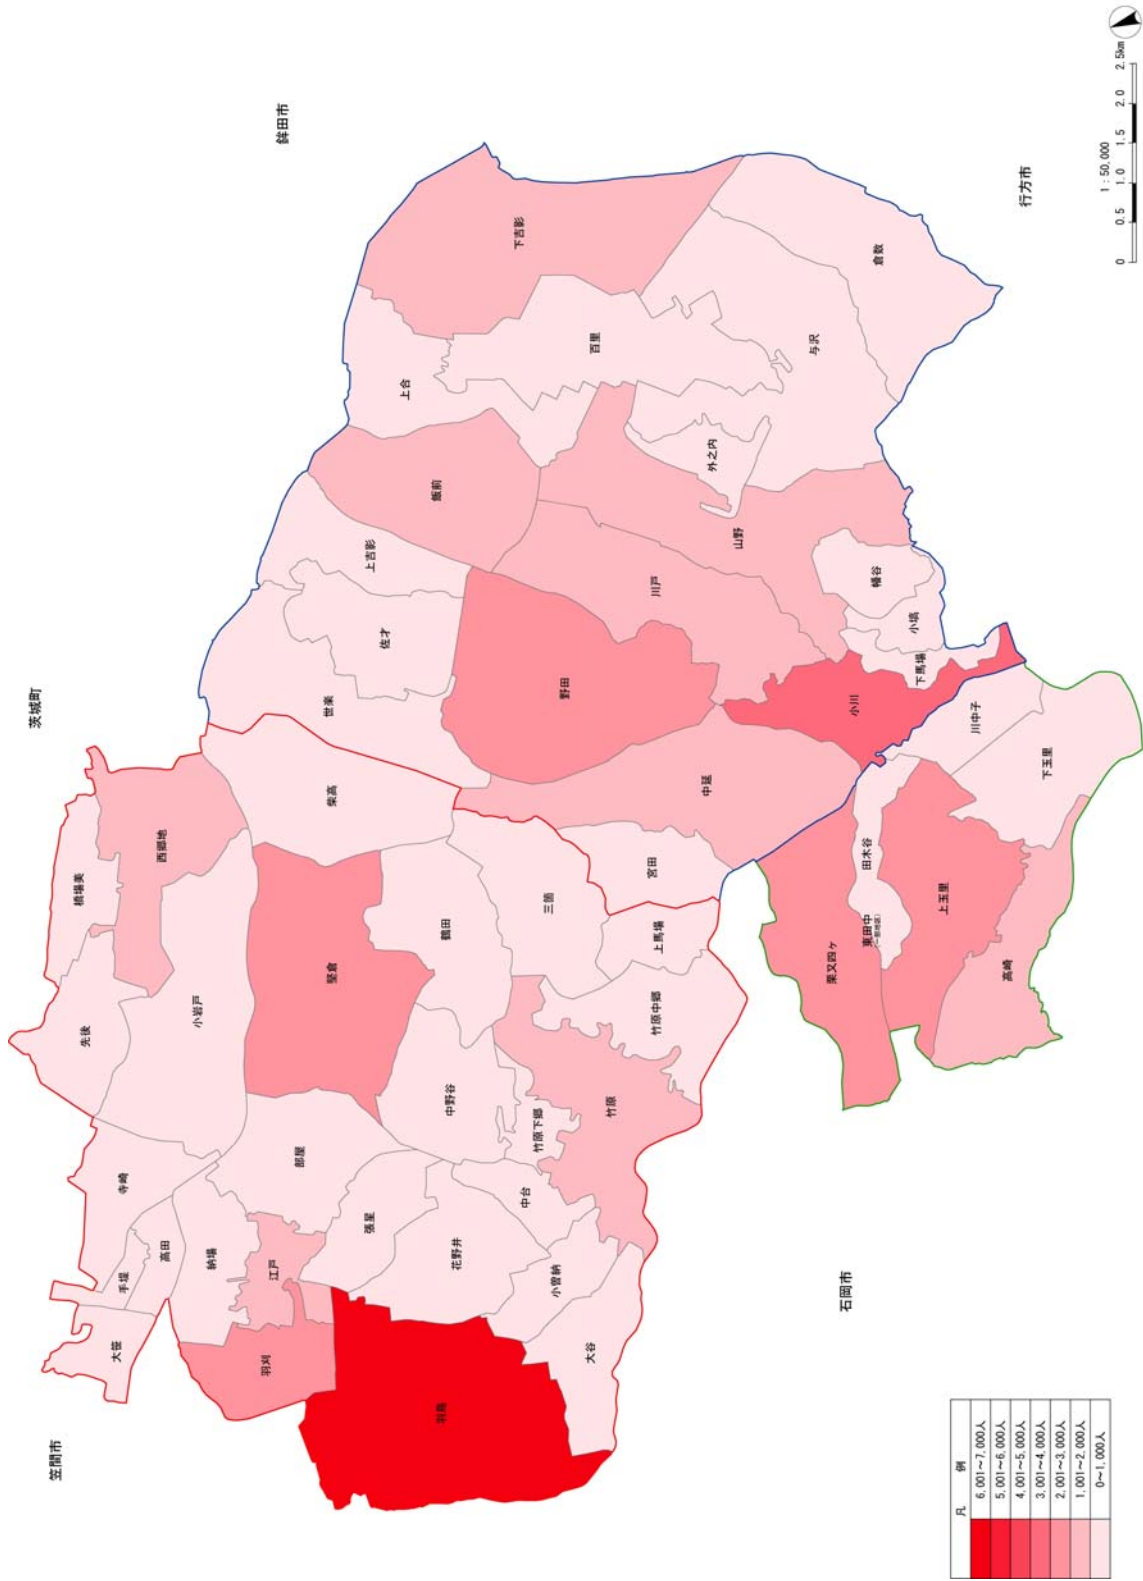 笠間市
茨城町
鉾田市
行方市
石岡市
大笹
手堤
高田
寺崎
先後
橋場美
西郷地
小岩戸
納場
江戸
羽刈
部屋
堅倉
柴高
張星
花野井
中野谷
鶴田
三箇
中台
竹原下郷
竹原
竹原中郷
上馬場
宮田
小曽納
大谷
羽鳥
世楽
佐才
上吉影
飯前
上合
下吉影
百里
与沢
倉数
外之内
山野
川戸
野田
中延
小川
下馬場
小塙
幡谷
川中子
下玉里
田木谷
東田中
(一部地区)
上玉里
栗又四ヶ
高崎
凡 例
6,001~7,000人
5,001~6,000人
4,001~5,000人
3,001~4,000人
2,001~3,000人
1,001~2,000人
0~1,000人
1:50,000
0 0.5 1.0 1.5 2.0 2.5km